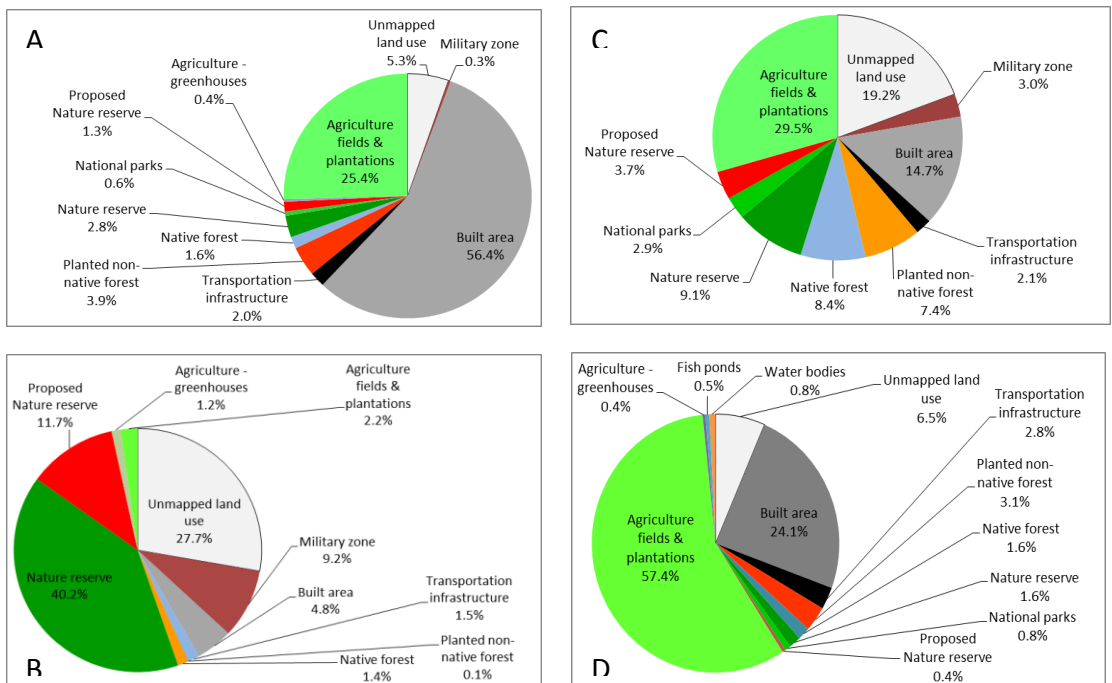 A
Unmapped
land use
5.3%
Military zone
0.3%
Agriculture -
greenhouses
0.4%
Proposed
Nature reserve
1.3%
National parks
0.6%
Nature reserve
2.8%
Native forest
1.6%
Planted non-
native forest
3.9%
Transportation
infrastructure
2.0%
Agriculture
fields &
plantations
25.4%
Built area
56.4%
C
Agriculture
fields &
plantations
29.5%
Unmapped
land use
19.2%
Military zone
3.0%
Built area
14.7%
Proposed
Nature reserve
3.7%
National parks
2.9%
Nature reserve
9.1%
Native forest
8.4%
Planted non-
native forest
7.4%
Transportation
infrastructure
2.1%
Proposed
Nature reserve
11.7%
Agriculture -
greenhouses
1.2%
Agriculture
fields &
plantations
2.2%
Unmapped land
use
27.7%
Military zone
9.2%
Nature reserve
40.2%
Built area
4.8%
Transportation
infrastructure
1.5%
Planted non-
native forest
0.1%
Native forest
1.4%
B
Agriculture -
greenhouses
0.4%
Fish ponds
0.5%
Water bodies
0.8%
Unmapped land
use
6.5%
Transportation
infrastructure
2.8%
Planted non-
native forest
3.1%
Built area
24.1%
Agriculture
fields &
plantations
57.4%
Native forest
1.6%
Nature reserve
1.6%
National parks
0.8%
Proposed
Nature reserve
0.4%
D